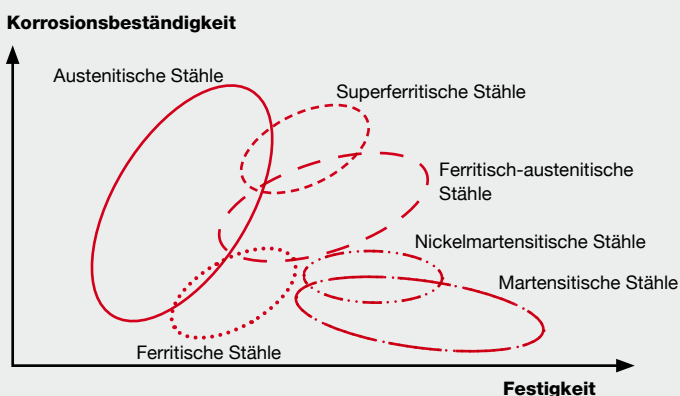 Korrosionsbeständigkeit
Austenitische Stähle
Superferritische Stähle
Ferritisch-austenitische
Stähle
Nickelmartensitische Stähle
Martensitische Stähle
Ferritische Stähle
Festigkeit